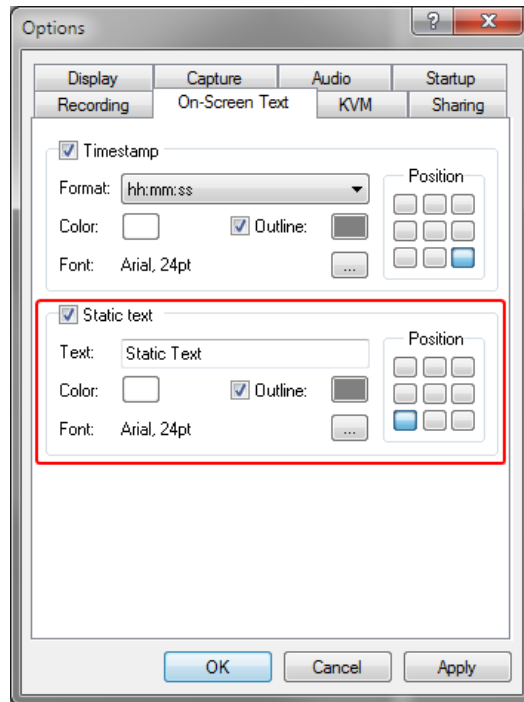 Options
?
Display Capture Audio Startup
Recording On-Screen Text KVM Sharing
Timestamp
Position
Format: hh:mm:ss
Color: Outline:
Font: Arial, 24pt ...
Static text
Position
Text: Static Text
Color: Outline:
Font: Arial, 24pt ...
OK Cancel Apply